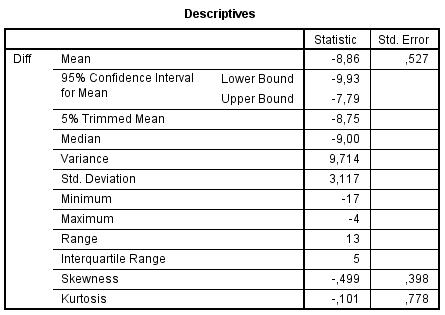 Descriptives
Statistic Std. Error
Diff Mean -8,86 ,527
95% Confidence Interval Lower Bound -9,93
for Mean Upper Bound -7,79
5% Trimmed Mean -8,75
Median -9,00
Variance 9,714
Std. Deviation 3,117
Minimum -17
Maximum -4
Range 13
Interquartile Range 5
Skewness -,499 ,398
Kurtosis -,101 ,778